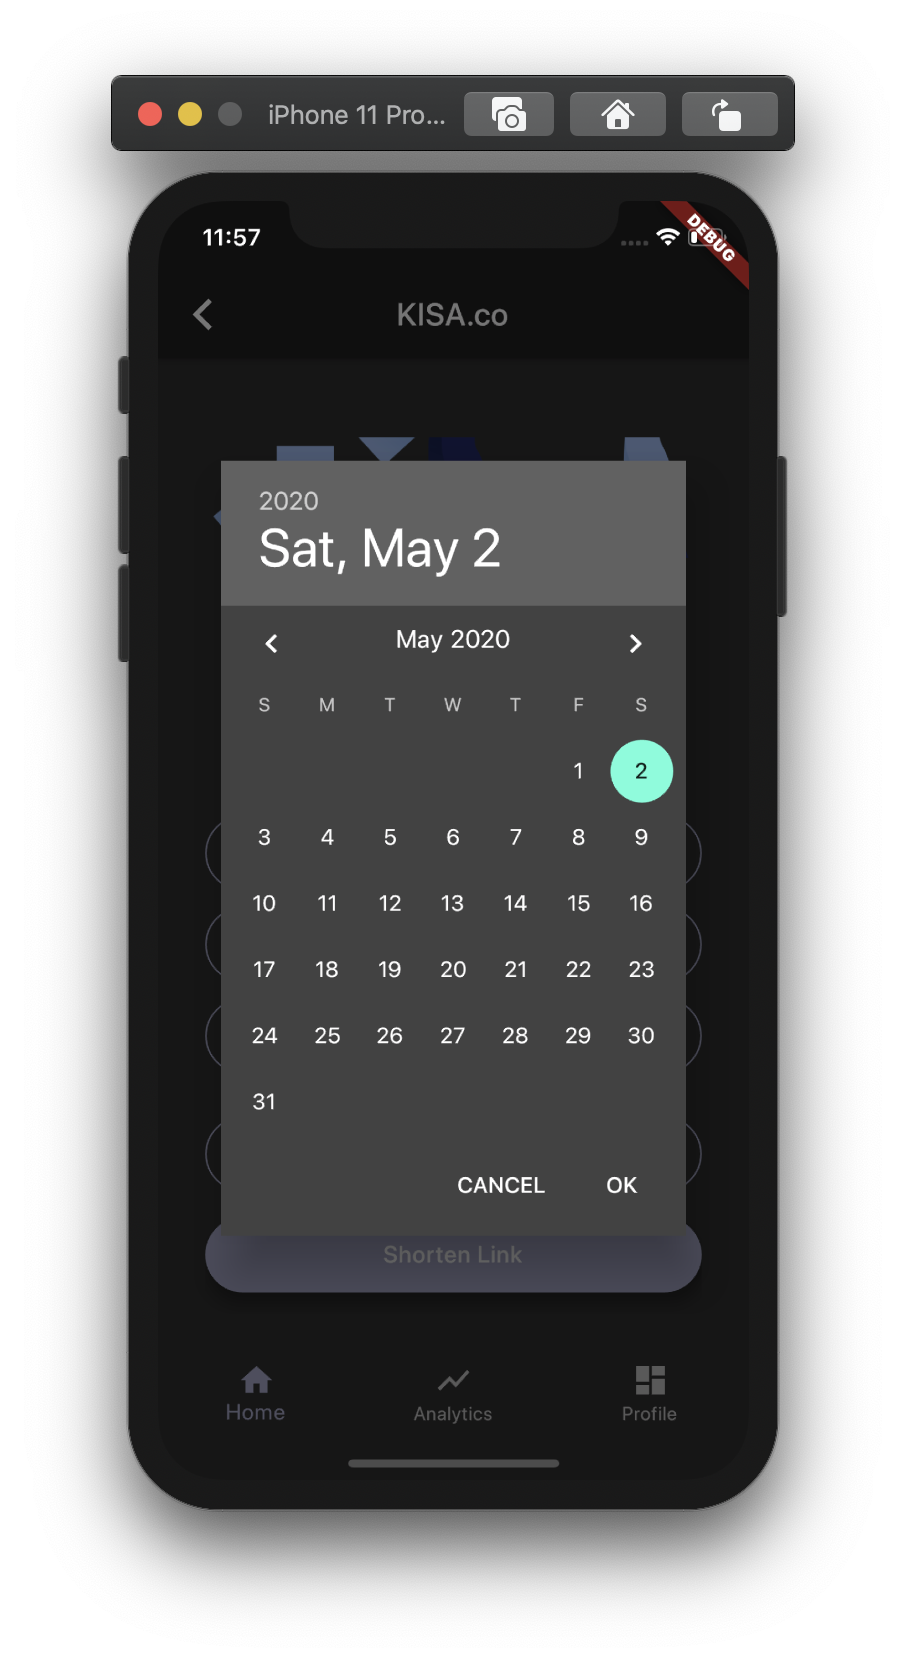 iPhone 11 Pro...
11:57
DEBUG
KISA.co
2020
Sat, May 2
May 2020
S M T W T F S
1 2
3 4 5 6 7 8 9
10 11 12 13 14 15 16
17 18 19 20 21 22 23
24 25 26 27 28 29 30
31
CANCEL OK
Shorten Link
Home Analytics Profile